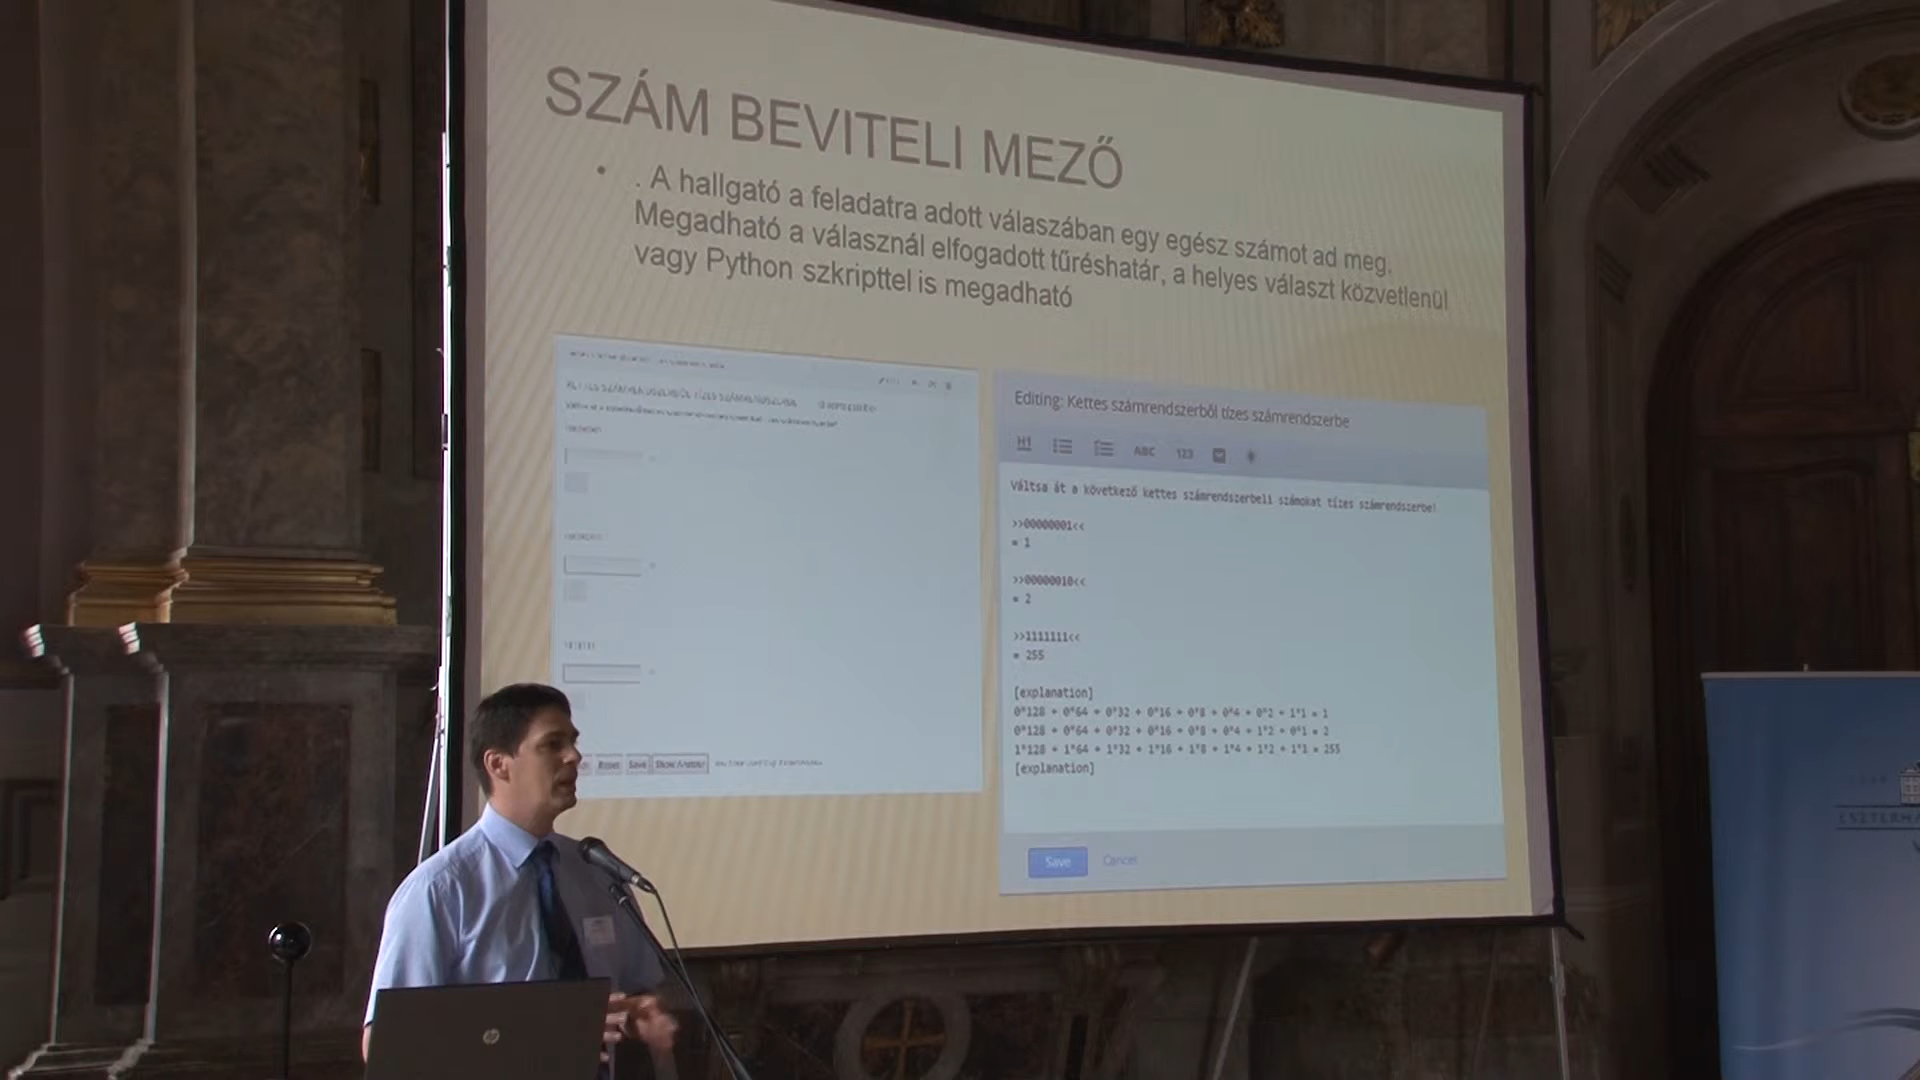 SZÁM BEVITELI MEZŐ
• . A hallgató a feladatra adott válaszában egy egész számot ad meg.
Megadható a válasznál elfogadott tűréshatár, a helyes választ közvetlenül
vagy Python szkripttel is megadható
KETTES SZÁMRENDSZERBŐL TÍZES SZÁMRENDSZERBE
Reset Save Show Answer
Editing: Kettes számrendszerből tízes számrendszerbe
H1 ABC 123
Váltsa át a következő kettes számrendszerbeli számokat tízes számrendszerbe!
>>00000001<<
= 1
>>00000010<<
= 2
>>1111111<<
= 255
[explanation]
0*128 + 0*64 + 0*32 + 0*16 + 0*8 + 0*4 + 0*2 + 1*1 = 1
0*128 + 0*64 + 0*32 + 0*16 + 0*8 + 0*4 + 1*2 + 0*1 = 2
1*128 + 1*64 + 1*32 + 1*16 + 1*8 + 1*4 + 1*2 + 1*1 = 255
[explanation]
Save Cancel
hp